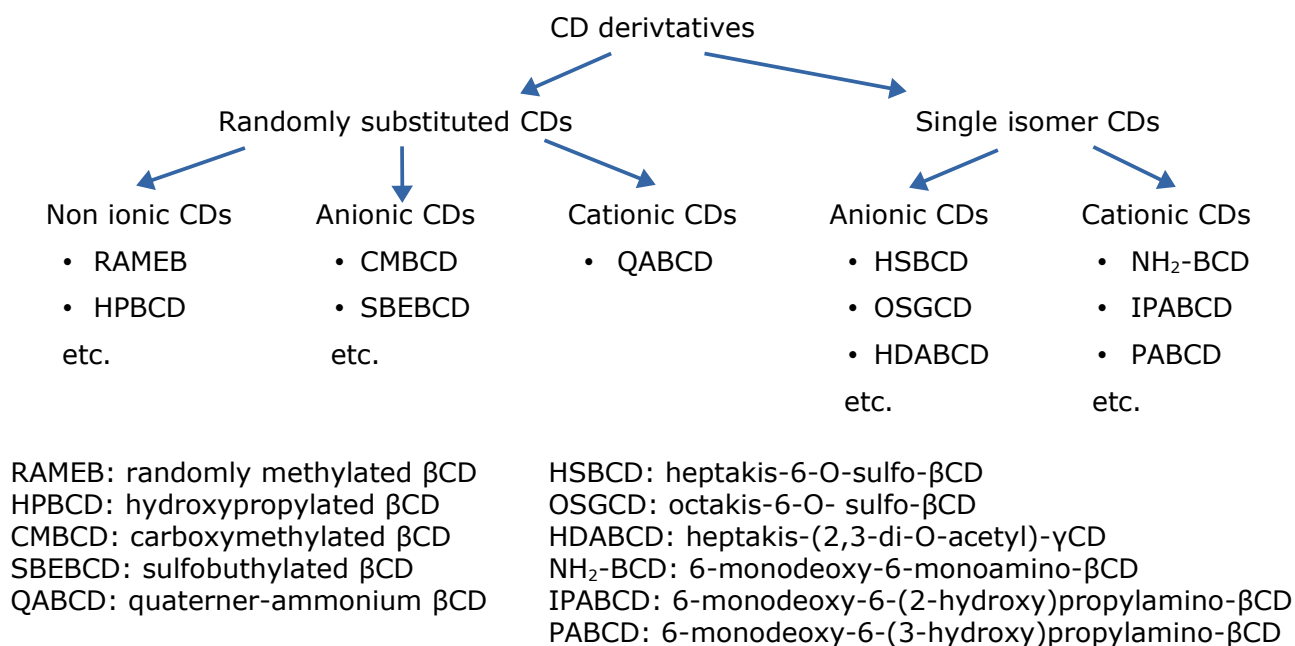 CD derivtatives
Randomly substituted CDs
Single isomer CDs
Non ionic CDs
• RAMEB
• HPBCD
etc.
Anionic CDs
• CMBCD
• SBEBCD
etc.
Cationic CDs
• QABCD
Anionic CDs
• HSBCD
• OSGCD
• HDABCD
etc.
Cationic CDs
• NH₂-BCD
• IPABCD
• PABCD
etc.
RAMEB: randomly methylated βCD
HPBCD: hydroxypropylated βCD
CMBCD: carboxymethylated βCD
SBEBCD: sulfobuthylated βCD
QABCD: quaterner-ammonium βCD
HSBCD: heptakis-6-O-sulfo-βCD
OSGCD: octakis-6-O- sulfo-βCD
HDABCD: heptakis-(2,3-di-O-acetyl)-γCD
NH₂-BCD: 6-monodeoxy-6-monoamino-βCD
IPABCD: 6-monodeoxy-6-(2-hydroxy)propylamino-βCD
PABCD: 6-monodeoxy-6-(3-hydroxy)propylamino-βCD